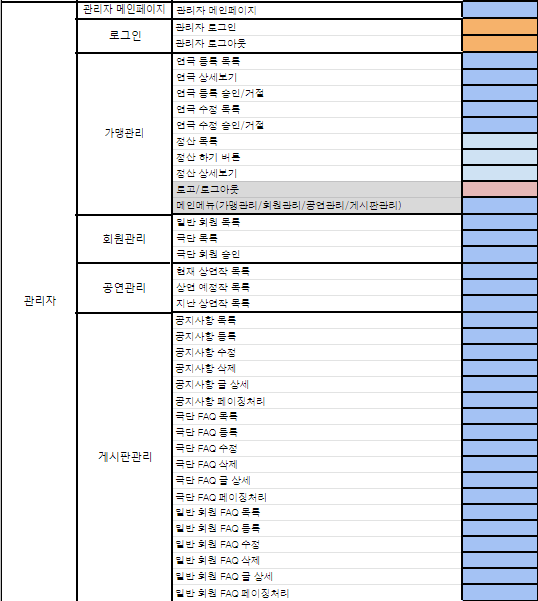 관리자 메인페이지 관리자 메인페이지
로그인
관리자 로그인
관리자 로그아웃
가맹관리
연극 등록 목록
연극 상세보기
연극 등록 승인/거절
연극 수정 목록
연극 수정 승인/거절
정산 목록
정산 하기 버튼
정산 상세보기
로고/로그아웃
메인메뉴(가맹관리/회원관리/공연관리/게시판관리)
회원관리
일반 회원 목록
극단 목록
극단 회원 승인
관리자
공연관리
현재 상연작 목록
상연 예정작 목록
지난 상연작 목록
게시판관리
공지사항 목록
공지사항 등록
공지사항 수정
공지사항 삭제
공지사항 글 상세
공지사항 페이징처리
극단 FAQ 목록
극단 FAQ 등록
극단 FAQ 수정
극단 FAQ 삭제
극단 FAQ 글 상세
극단 FAQ 페이징처리
일반 회원 FAQ 목록
일반 회원 FAQ 등록
일반 회원 FAQ 수정
일반 회원 FAQ 삭제
일반 회원 FAQ 글 상세
일반 회원 FAQ 페이징처리